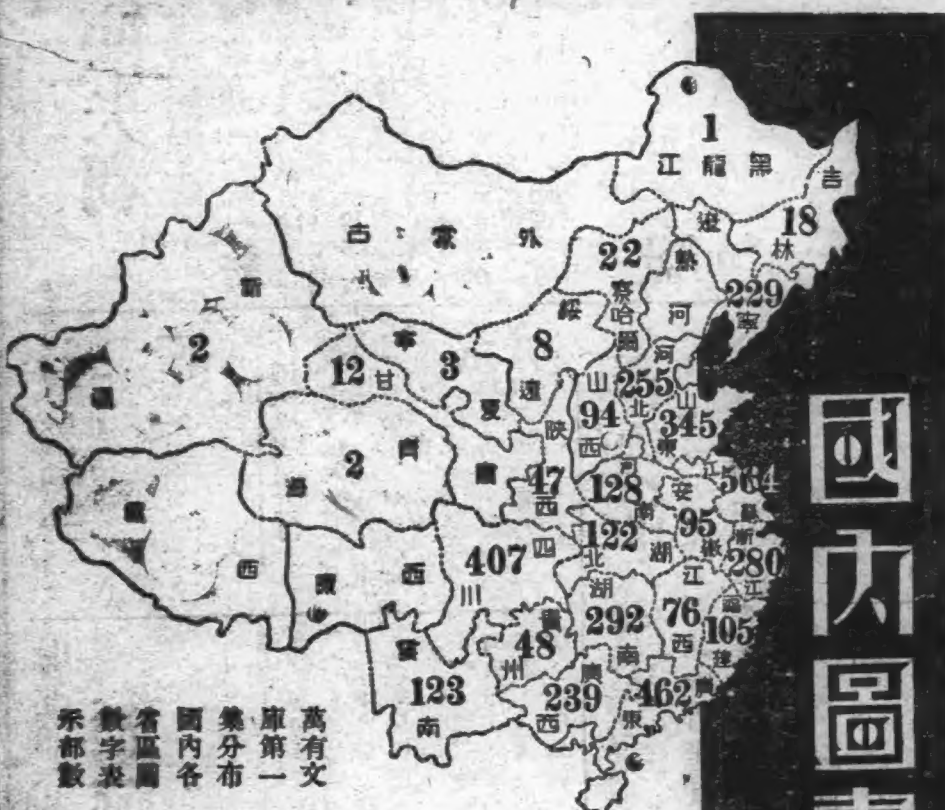 國內圖書
萬有文
庫第一
集分布
國內各
省區圖
數字表
示部數
1
黑龍江
吉林
18
遼寧
229
外蒙古
察哈爾
22
熱河
綏遠
8
新疆
2
甘肅
12
寧夏
3
青海
2
陝西
47
山西
94
河北
255
山東
345
河南
128
江蘇
564
安徽
95
浙江
280
湖北
122
四川
407
西藏
西康
湖南
292
江西
76
福建
105
貴州
48
雲南
123
廣西
239
廣東
462